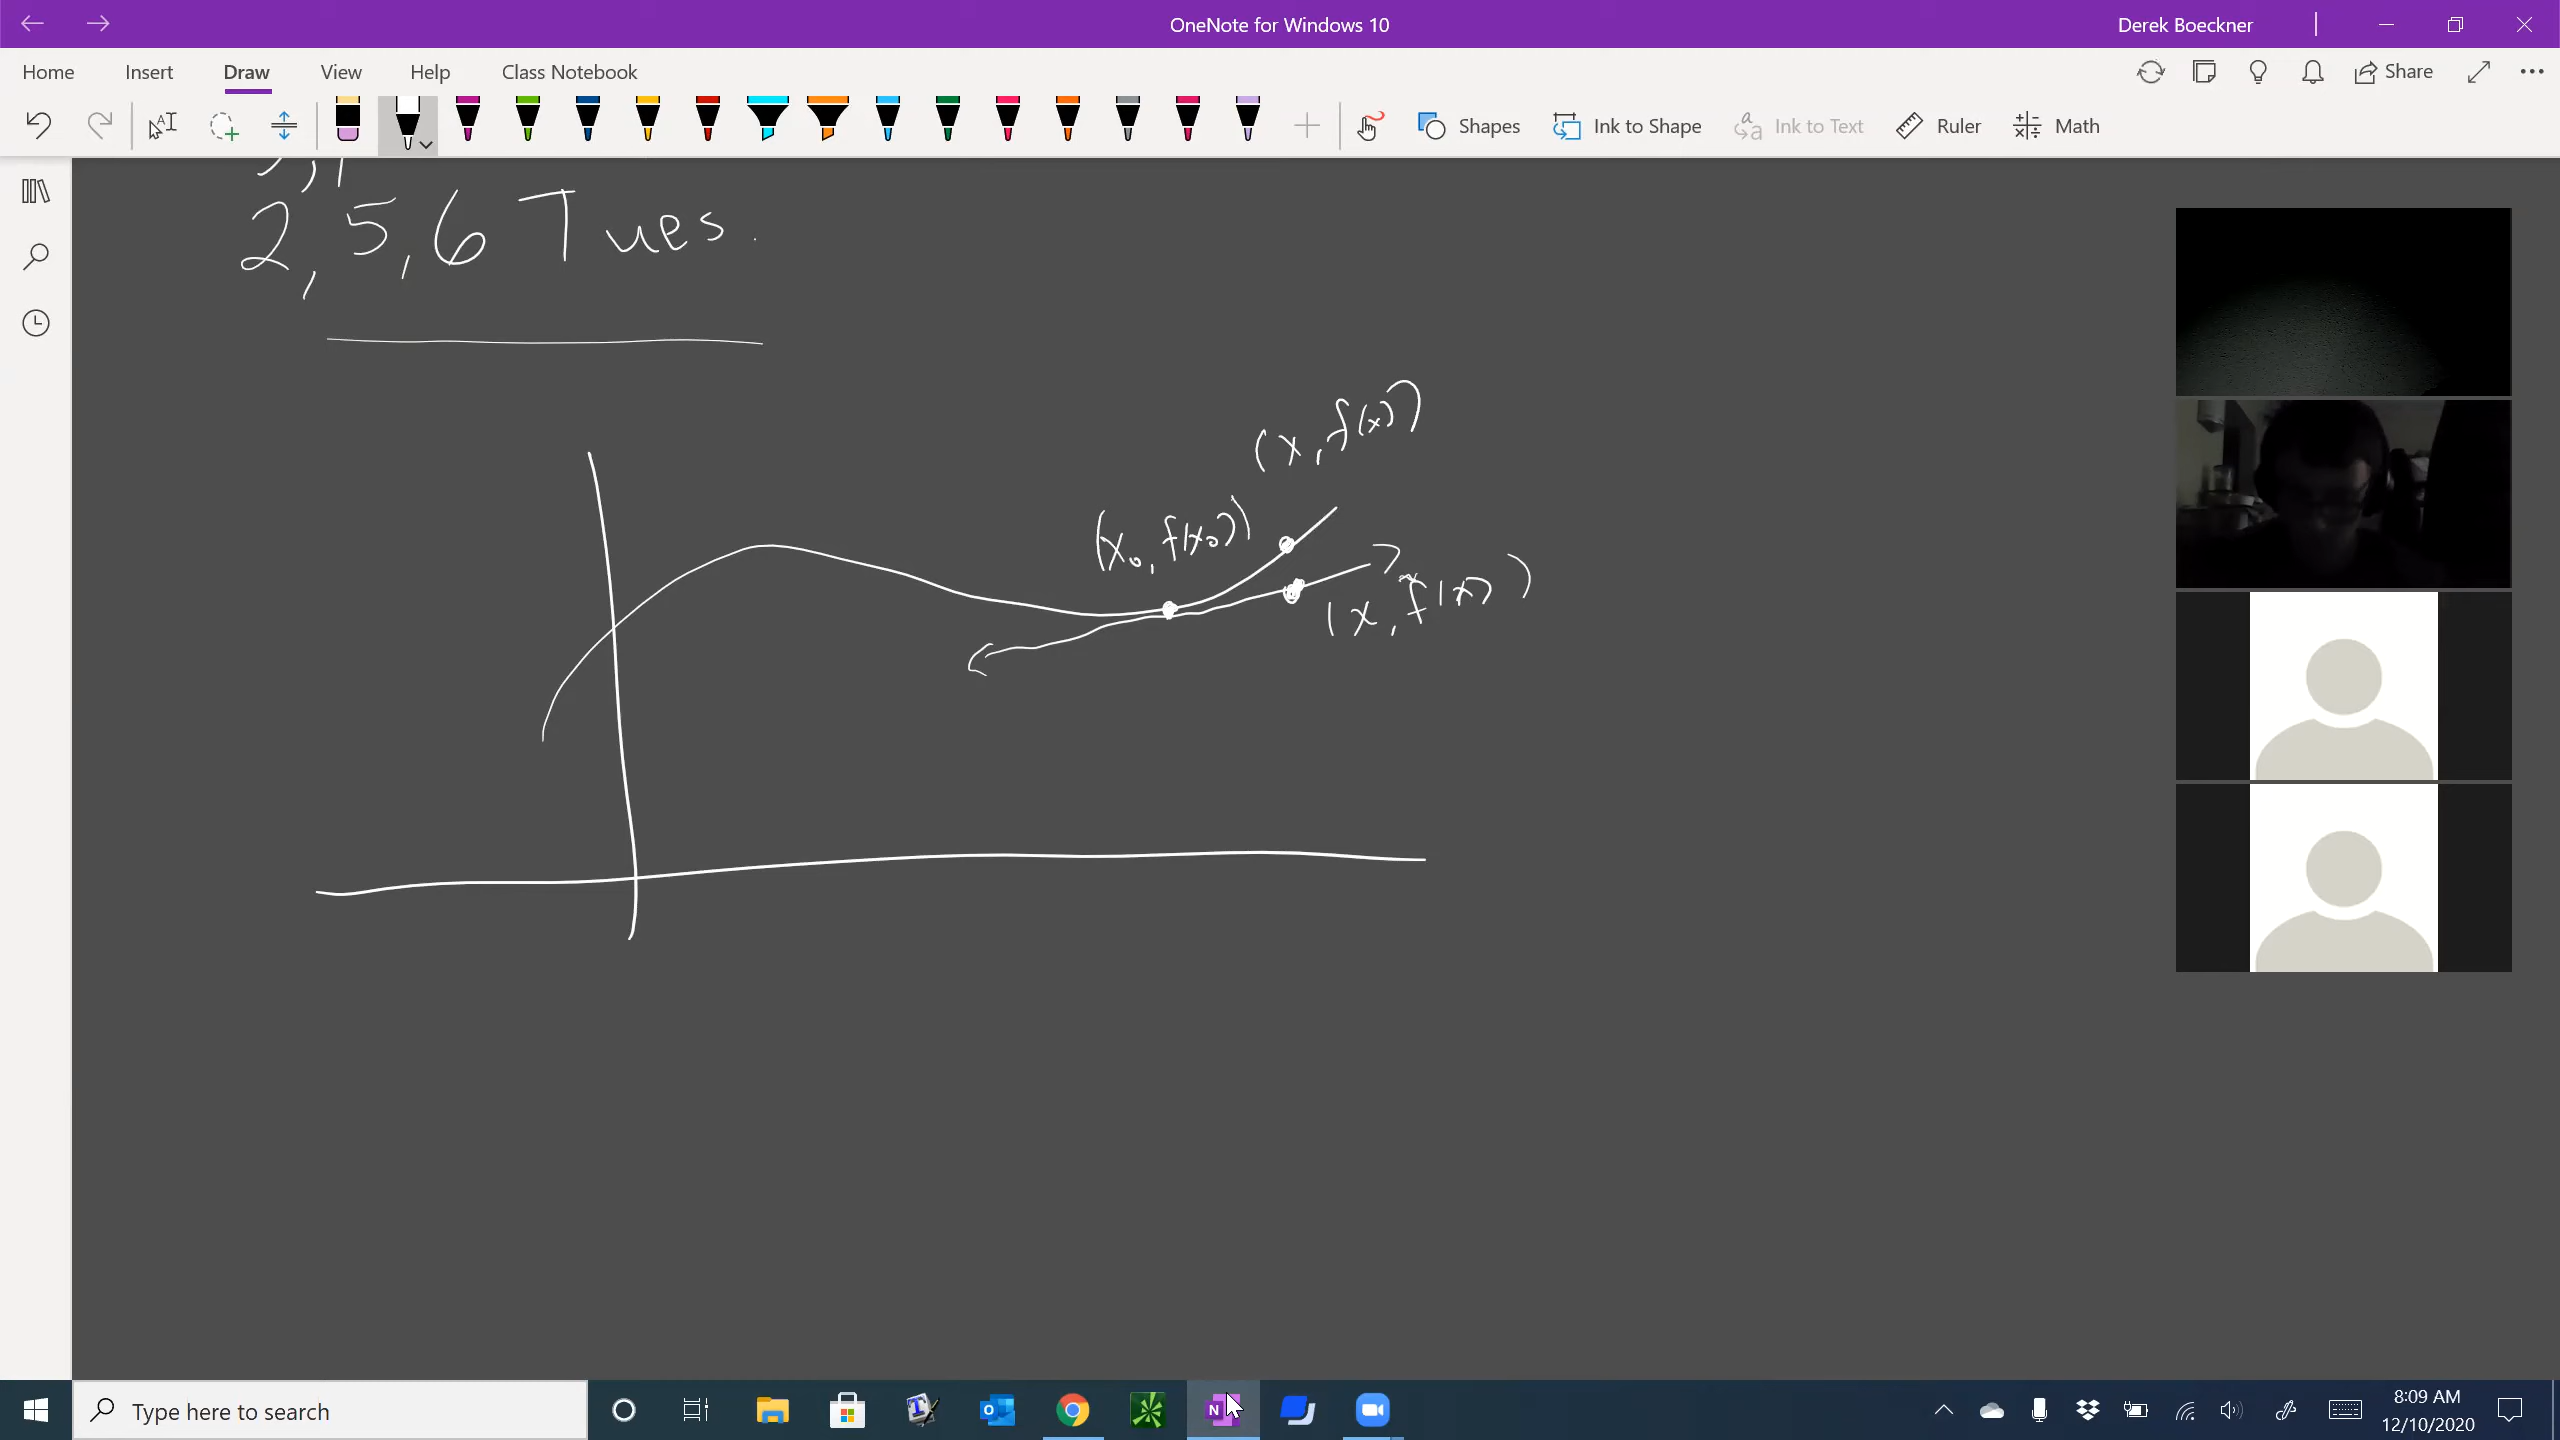 OneNote for Windows 10
Derek Boeckner
Home Insert Draw View Help Class Notebook
Share
Shapes Ink to Shape Ink to Text Ruler Math
2, 5, 6 Tues.
(x, f(x))
(x₀, f(x₀))
(x, f̃(x))
Type here to search
8:09 AM
12/10/2020